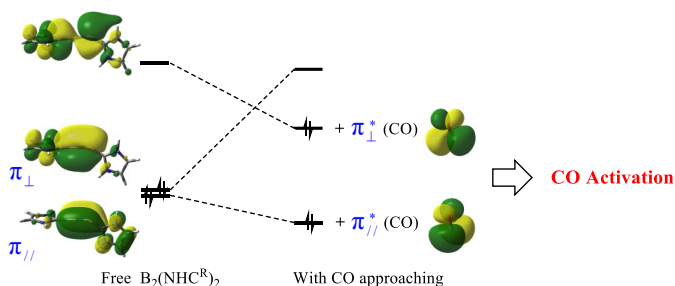 + π⊥* (CO)
π⊥
CO Activation
+ π//* (CO)
π//
Free B₂(NHCᴿ)₂
With CO approaching